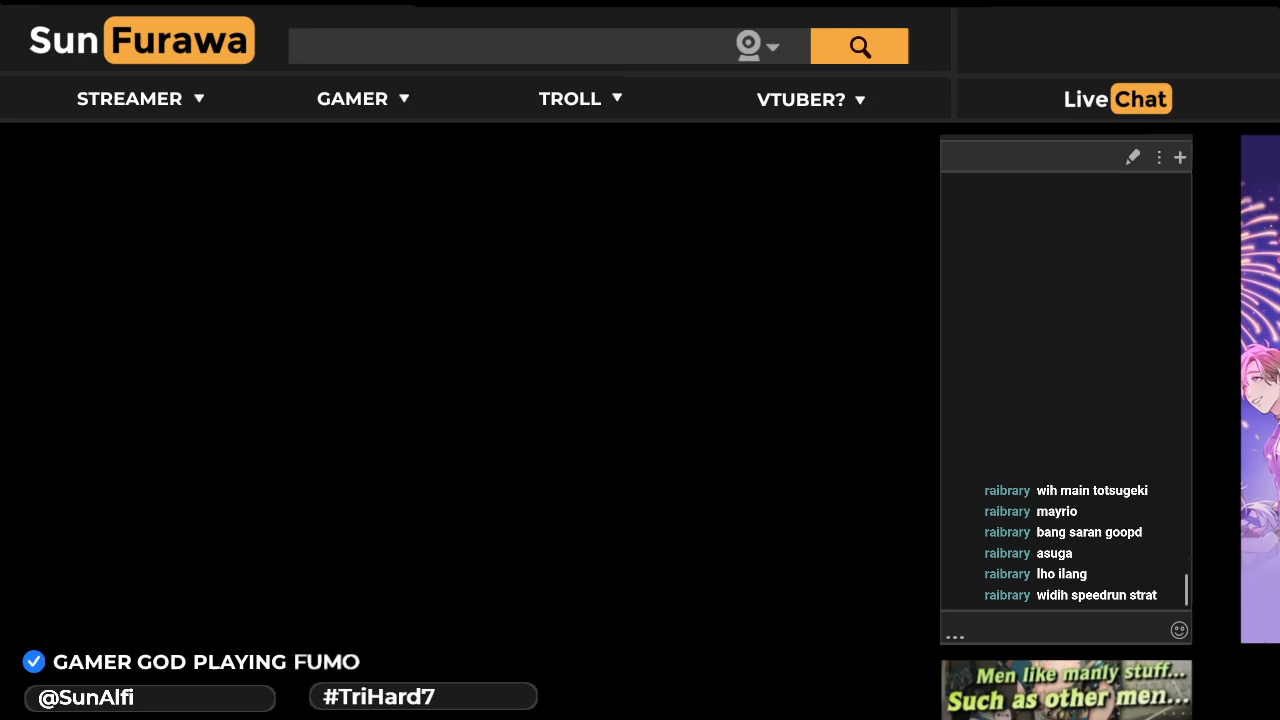 Sun Furawa
STREAMER GAMER TROLL VTUBER?
Live Chat
raibrary wih main totsugeki
raibrary mayrio
raibrary bang saran goopd
raibrary asuga
raibrary lho ilang
raibrary widih speedrun strat
...
GAMER GOD PLAYING FUMO
@SunAlfi #TriHard7
Men like manly stuff...
Such as other men...